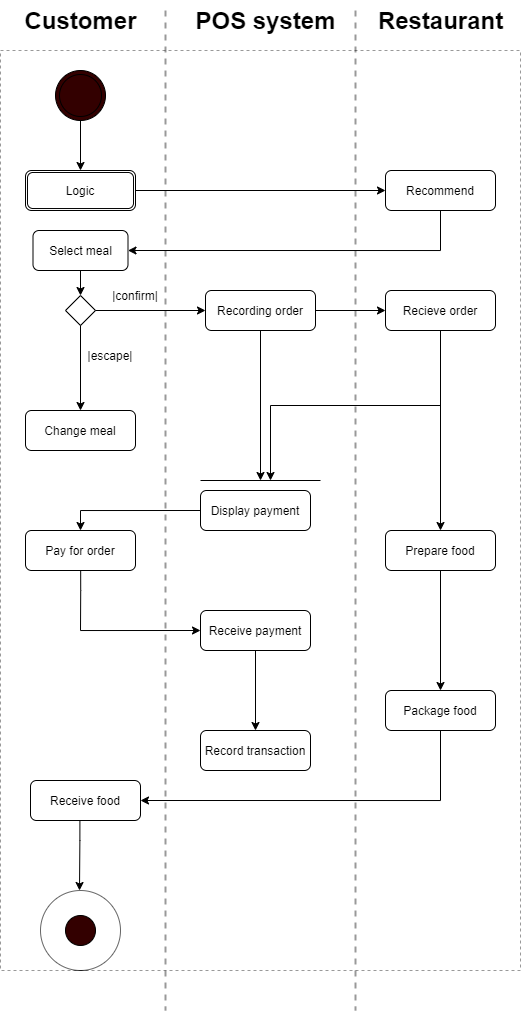 Customer
POS system
Restaurant
Logic
Recommend
Select meal
|confirm|
Recording order
Recieve order
|escape|
Change meal
Display payment
Pay for order
Prepare food
Receive payment
Package food
Record transaction
Receive food